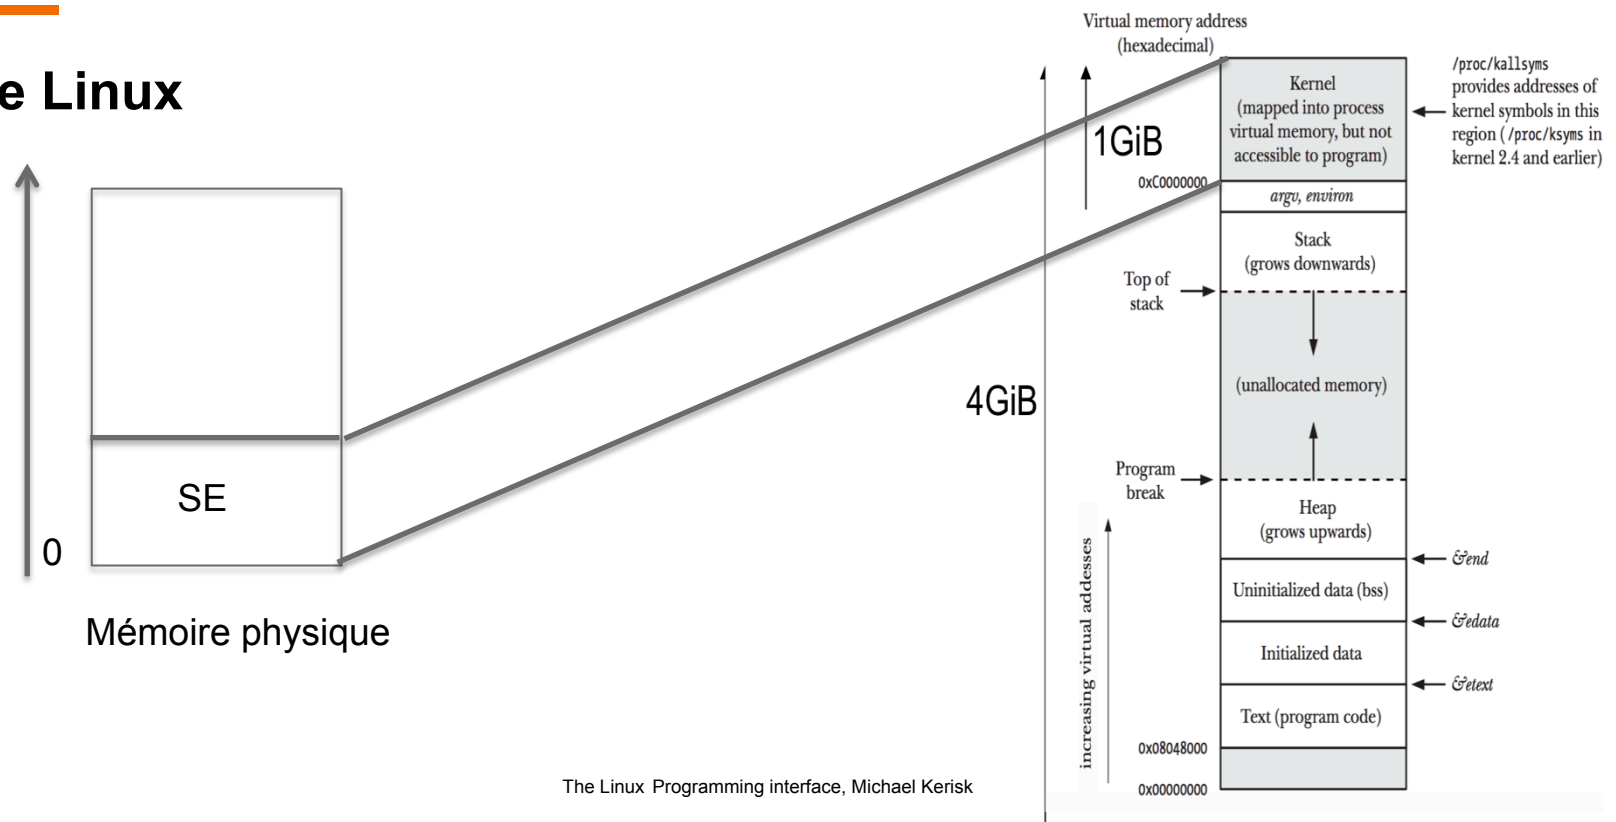 e Linux
0
SE
Mémoire physique
The Linux Programming interface, Michael Kerisk
Virtual memory address
(hexadecimal)
1GiB
4GiB
0xC0000000
Top of
stack
Program
break
increasing virtual addesses
0x08048000
0x00000000
Kernel
(mapped into process
virtual memory, but not
accessible to program)
argv, environ
Stack
(grows downwards)
(unallocated memory)
Heap
(grows upwards)
Uninitialized data (bss)
Initialized data
Text (program code)
/proc/kallsyms
provides addresses of
kernel symbols in this
region (/proc/ksyms in
kernel 2.4 and earlier)
&end
&edata
&etext